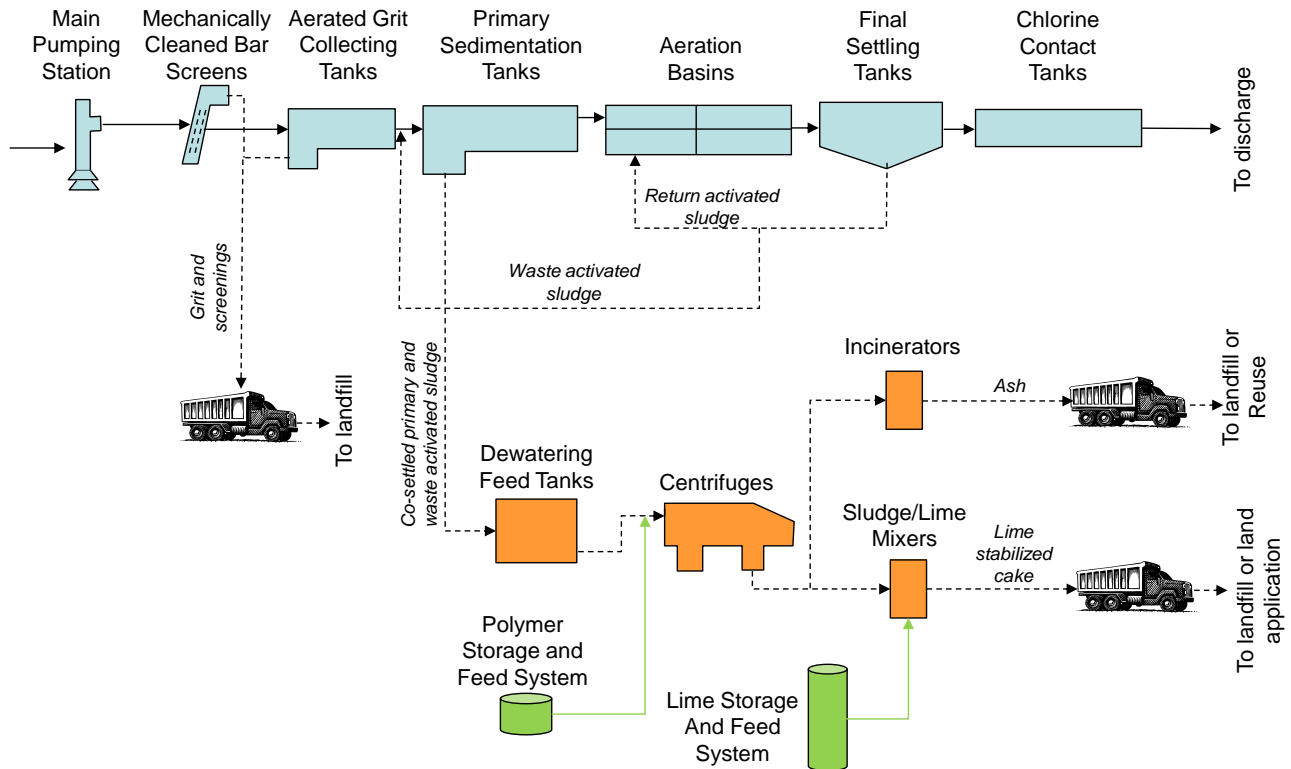 Main
Pumping
Station
Mechanically
Cleaned Bar
Screens
Aerated Grit
Collecting
Tanks
Primary
Sedimentation
Tanks
Aeration
Basins
Final
Settling
Tanks
Chlorine
Contact
Tanks
To discharge
Return activated
sludge
Waste activated
sludge
Grit and
screenings
To landfill
Co-settled primary and
waste activated sludge
Incinerators
Ash
To landfill or
Reuse
Dewatering
Feed Tanks
Centrifuges
Sludge/Lime
Mixers
Lime
stabilized
cake
To landfill or land
application
Polymer
Storage and
Feed System
Lime Storage
And Feed
System